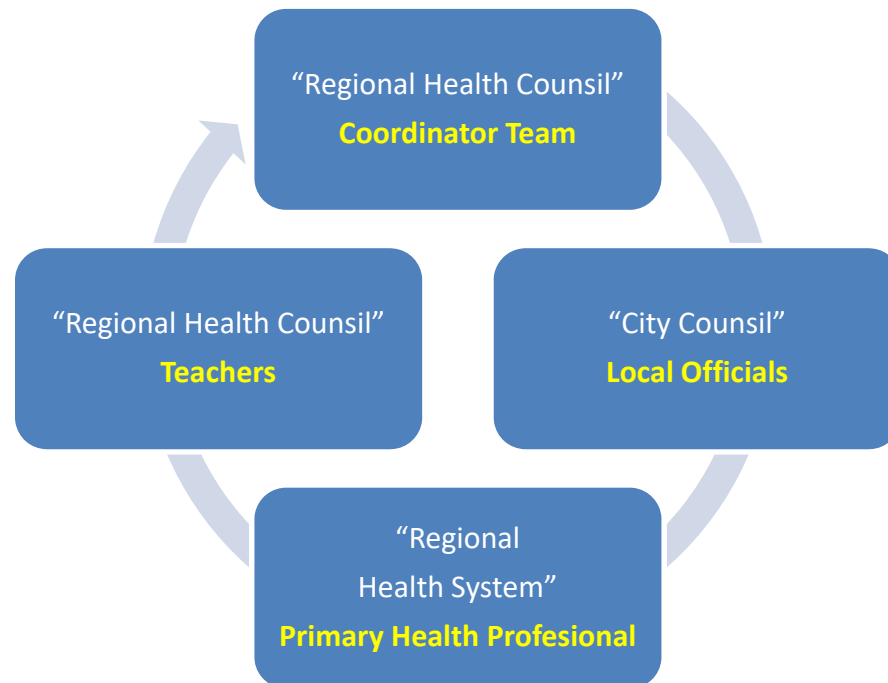 “Regional Health Counsil”
Coordinator Team
“Regional Health Counsil”
Teachers
“City Counsil”
Local Officials
“Regional
Health System”
Primary Health Profesional